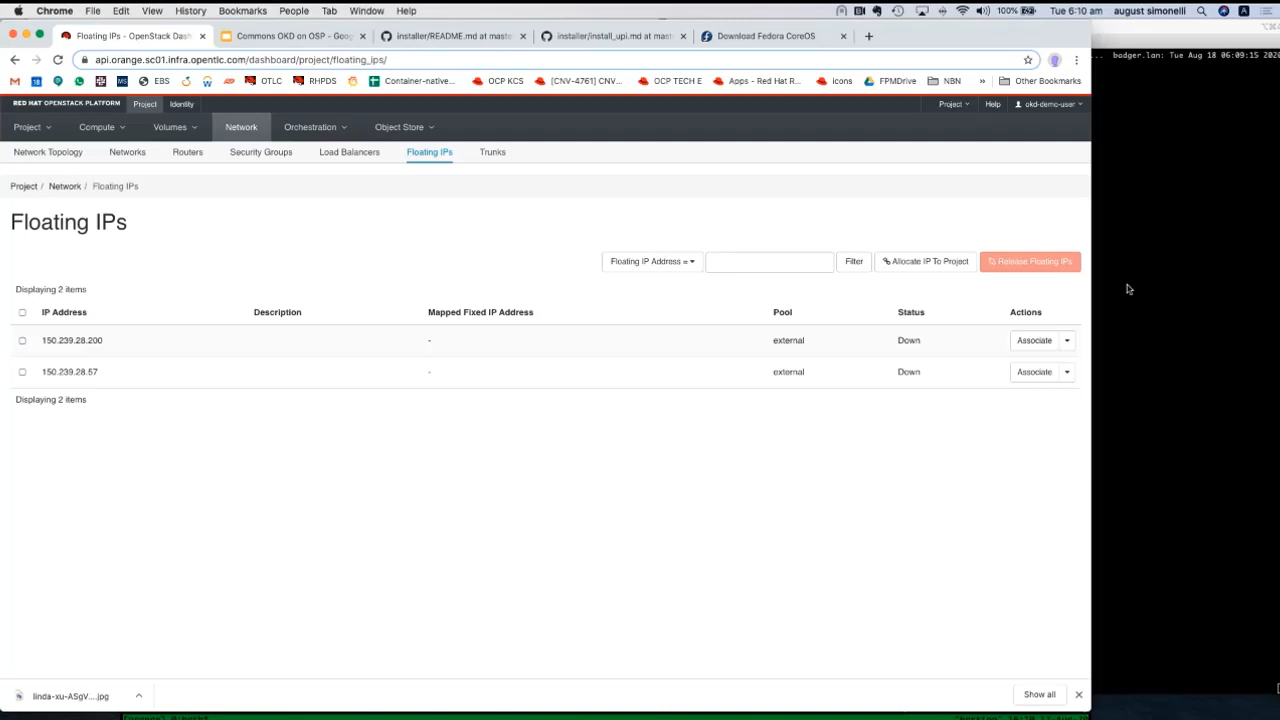 Chrome File Edit View History Bookmarks People Tab Window Help 100% Tue 6:10 am august simonelli
Floating IPs - OpenStack Dash Commons OKD on OSP - Goog installer/README.md at maste installer/install_upi.md at mast Download Fedora CoreOS
api.orange.sc01.infra.opentlc.com/dashboard/project/floating_ips/
... bodger.lan: Tue Aug 18 06:09:15 2020
EBS OTLC RHPDS Container-native... OCP KCS [CNV-4761] CNV... OCP TECH E Apps - Red Hat R... icons FPMDrive NBN » Other Bookmarks
RED HAT OPENSTACK PLATFORM Project Identity Project Help okd-demo-user
Project Compute Volumes Network Orchestration Object Store
Network Topology Networks Routers Security Groups Load Balancers Floating IPs Trunks
Project / Network / Floating IPs
Floating IPs
Floating IP Address = Filter Allocate IP To Project Release Floating IPs
Displaying 2 items
IP Address Description Mapped Fixed IP Address Pool Status Actions
150.239.28.200 - external Down Associate
150.239.28.57 - external Down Associate
Displaying 2 items
linda-xu-ASgV....jpg Show all